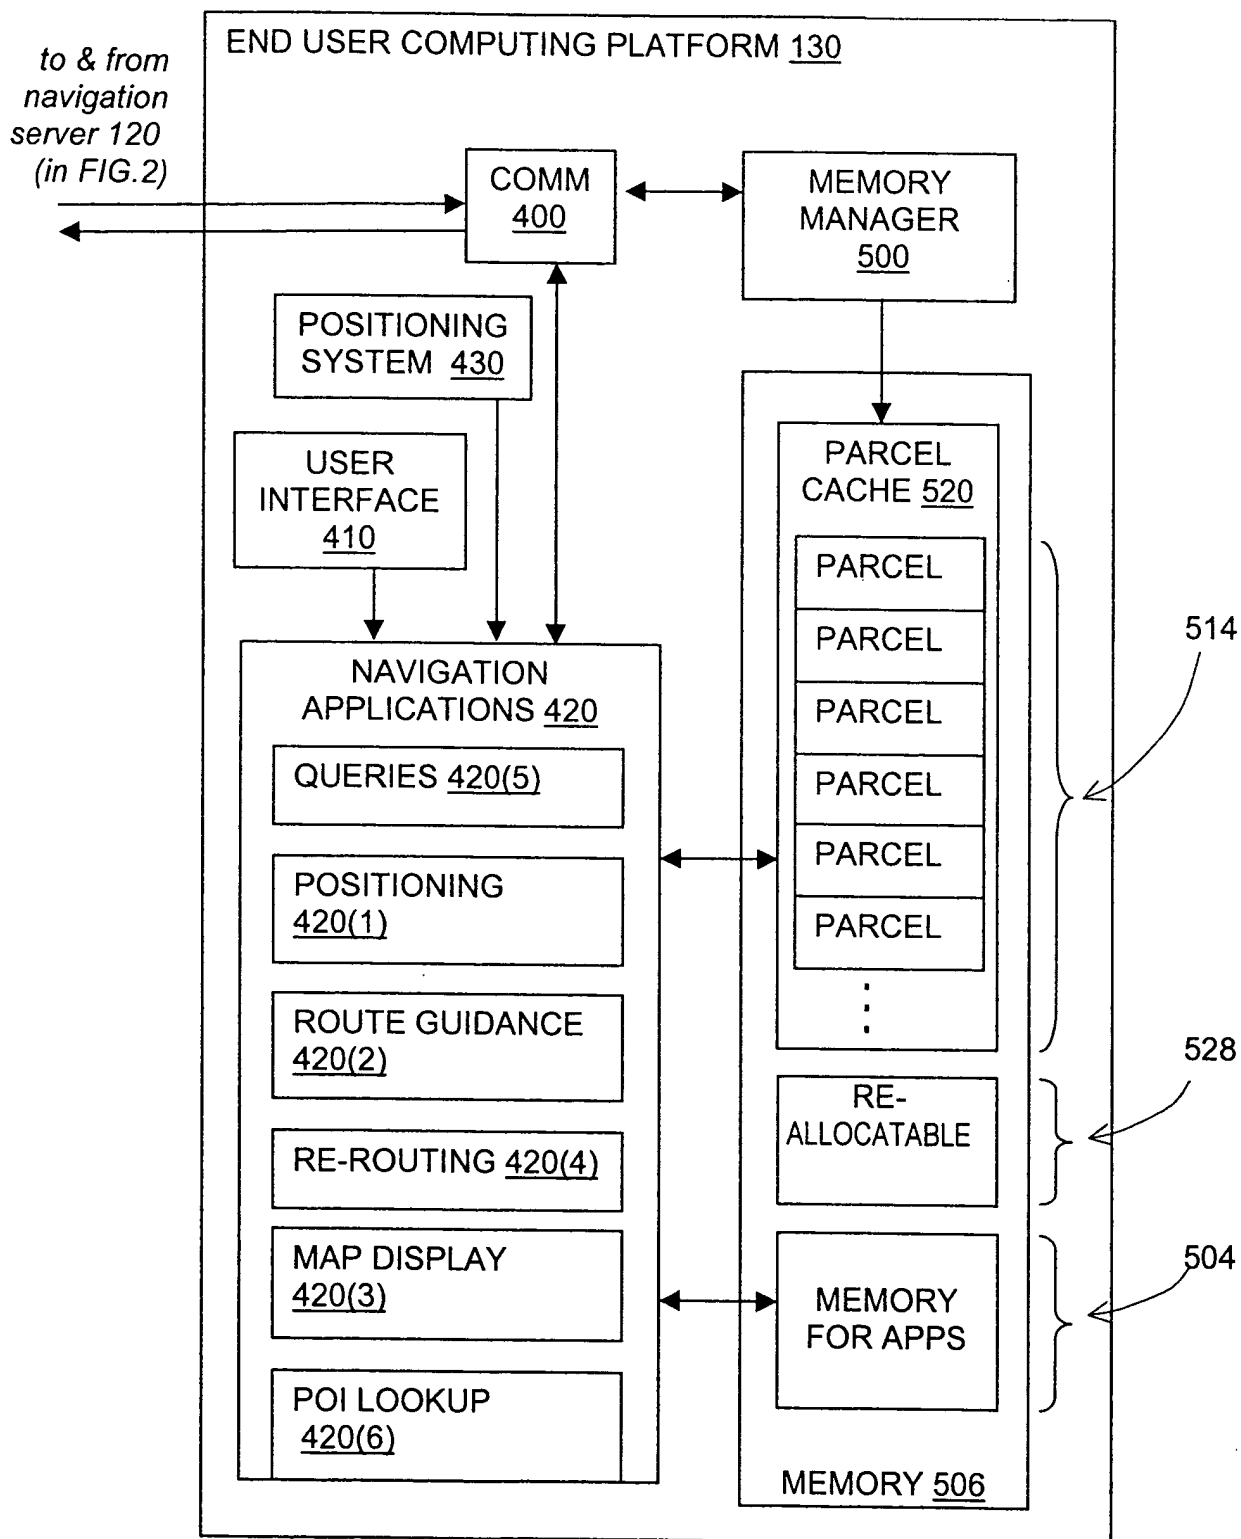 END USER COMPUTING PLATFORM 130
to & from
navigation
server 120
(in FIG.2)
COMM
400
MEMORY
MANAGER
500
POSITIONING
SYSTEM 430
USER
INTERFACE
410
PARCEL
CACHE 520
PARCEL
PARCEL
PARCEL
PARCEL
PARCEL
PARCEL
514
NAVIGATION
APPLICATIONS 420
QUERIES 420(5)
POSITIONING
420(1)
ROUTE GUIDANCE
420(2)
RE-ROUTING 420(4)
MAP DISPLAY
420(3)
POI LOOKUP
420(6)
RE-
ALLOCATABLE
528
MEMORY
FOR APPS
504
MEMORY 506